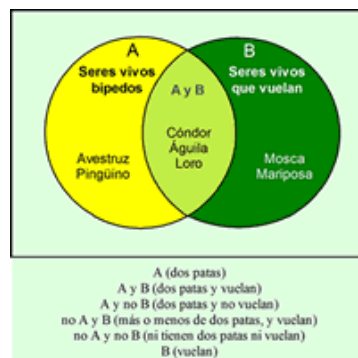 A
B
Seres vivos
bípedos
Seres vivos
que vuelan
A y B
Cóndor
Águila
Loro
Avestruz
Pingüino
Mosca
Mariposa
A (dos patas)
A y B (dos patas y vuelan)
A y no B (dos patas y no vuelan)
no A y B (más o menos de dos patas, y vuelan)
no A y no B (ni tienen dos patas ni vuelan)
B (vuelan)